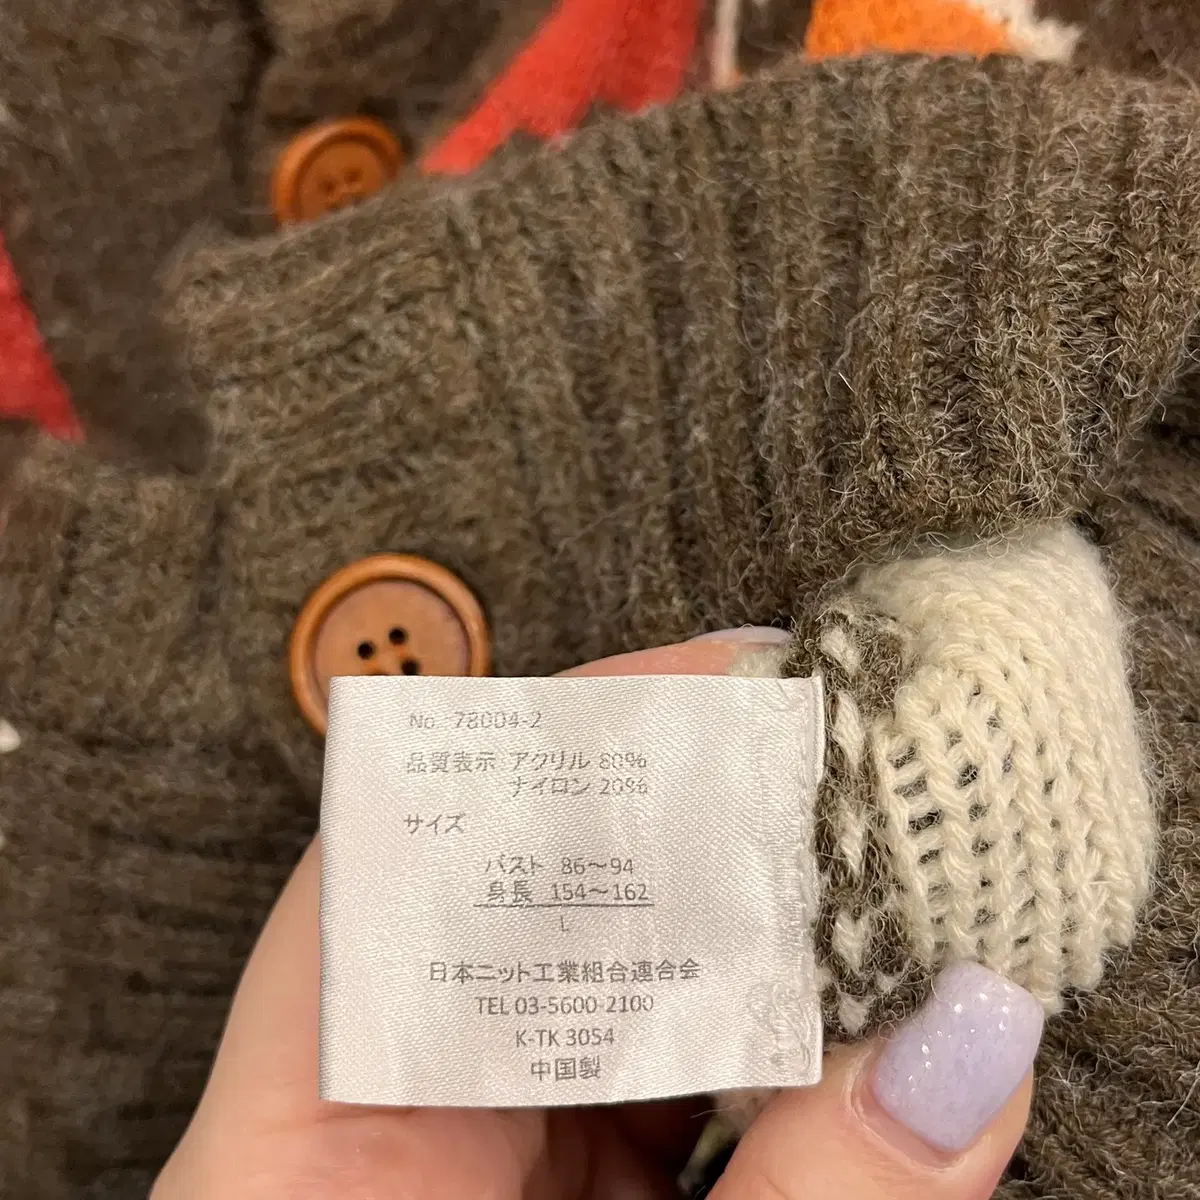 No. 78004-2
品質表示 アクリル 80%
ナイロン 20%
サイズ
バスト 86～94
身長 154～162
L
日本ニット工業組合連合会
TEL 03-5600-2100
K-TK 3054
中国製